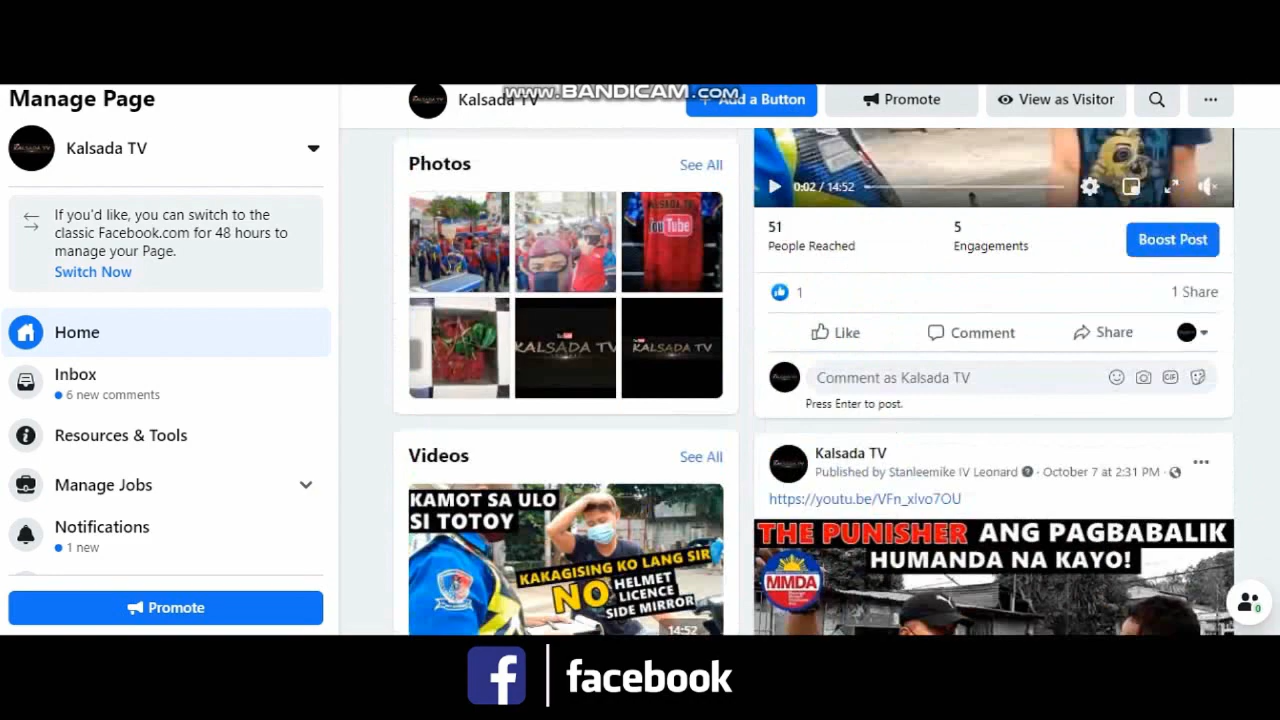 www.BANDICAM.com
Manage Page
Kalsada TV
If you'd like, you can switch to the
classic Facebook.com for 48 hours to
manage your Page.
Switch Now
Home
Inbox
6 new comments
Resources & Tools
Manage Jobs
Notifications
1 new
Promote
Kalsada TV
+ Add a Button
Promote
View as Visitor
Photos
See All
KALSADA TV
YouTube
KALSADA TV
KALSADA TV
Videos
See All
KAMOT SA ULO
SI TOTOY
KAKAGISING KO LANG SIR
NO HELMET
LICENCE
SIDE MIRROR
14:52
0:02 / 14:52
51
People Reached
5
Engagements
Boost Post
1
1 Share
Like
Comment
Share
Comment as Kalsada TV
GIF
Press Enter to post.
Kalsada TV
Published by Stanleemike IV Leonard · October 7 at 2:31 PM ·
https://youtu.be/VFn_xlvo7OU
THE PUNISHER ANG PAGBABALIK
HUMANDA NA KAYO!
MMDA
0
f | facebook